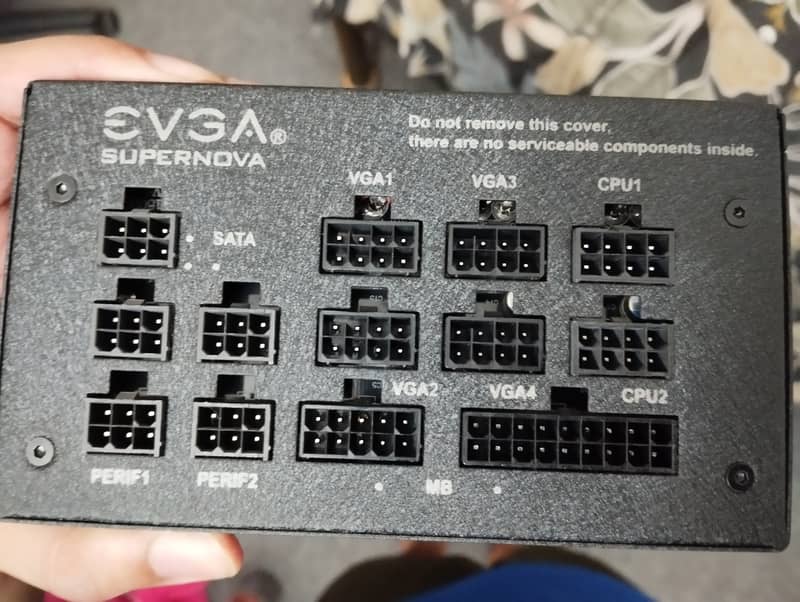 EVGA®
SUPERNOVA
Do not remove this cover,
there are no serviceable components inside.
VGA1
VGA3
CPU1
SATA
VGA2
VGA4
CPU2
PERIF1
PERIF2
MB